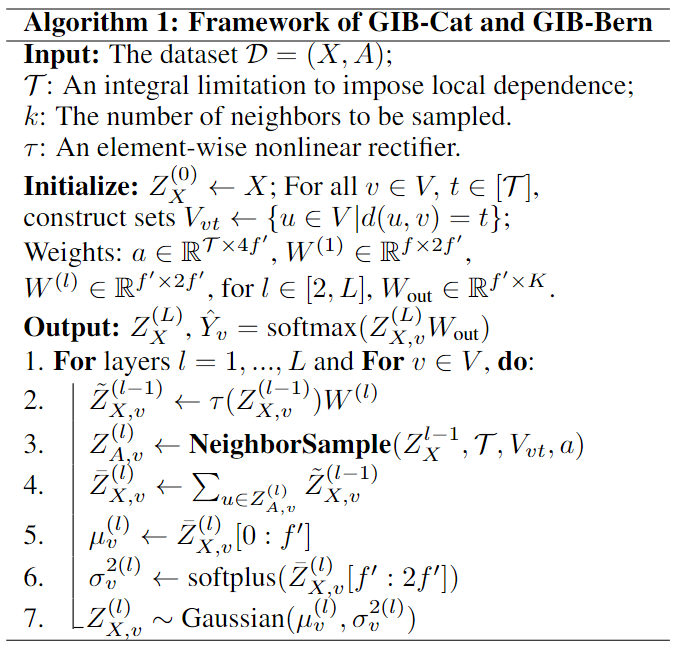 Algorithm 1: Framework of GIB-Cat and GIB-Bern
Input: The dataset $\mathcal{D} = (X, A)$;
$\mathcal{T}$: An integral limitation to impose local dependence;
$k$: The number of neighbors to be sampled.
$\tau$: An element-wise nonlinear rectifier.
Initialize: $Z_X^{(0)} \leftarrow X$; For all $v \in V$, $t \in [\mathcal{T}]$,
construct sets $V_{vt} \leftarrow \{u \in V | d(u, v) = t\}$;
Weights: $a \in \mathbb{R}^{\mathcal{T} \times 4f'}$, $W^{(1)} \in \mathbb{R}^{f \times 2f'}$,
$W^{(l)} \in \mathbb{R}^{f' \times 2f'}$, for $l \in [2, L]$, $W_{\text{out}} \in \mathbb{R}^{f' \times K}$.
Output: $Z_X^{(L)}$, $\hat{Y}_v = \text{softmax}(Z_{X,v}^{(L)} W_{\text{out}})$
1. For layers $l = 1, ..., L$ and For $v \in V$, do:
2. $\tilde{Z}_{X,v}^{(l-1)} \leftarrow \tau(Z_{X,v}^{(l-1)}) W^{(l)}$
3. $Z_{A,v}^{(l)} \leftarrow \textbf{NeighborSample}(Z_X^{l-1}, \mathcal{T}, V_{vt}, a)$
4. $\bar{Z}_{X,v}^{(l)} \leftarrow \sum_{u \in Z_{A,v}^{(l)}} \tilde{Z}_{X,v}^{(l-1)}$
5. $\mu_v^{(l)} \leftarrow \bar{Z}_{X,v}^{(l)}[0 : f']$
6. $\sigma_v^{2(l)} \leftarrow \text{softplus}(\bar{Z}_{X,v}^{(l)}[f' : 2f'])$
7. $Z_{X,v}^{(l)} \sim \text{Gaussian}(\mu_v^{(l)}, \sigma_v^{2(l)})$